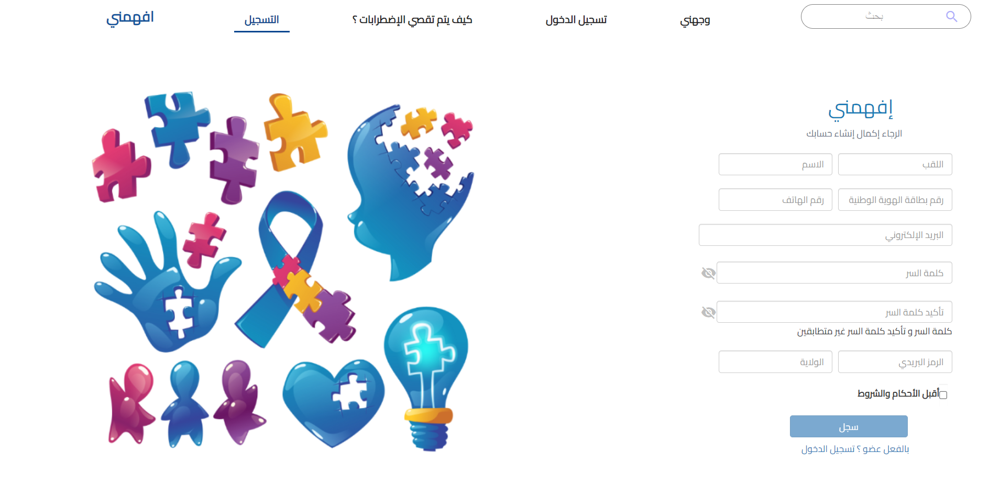 بحث
وجهني
تسجيل الدخول
كيف يتم تقصي الإضطرابات ؟
التسجيل
افهمني
إفهمني
الرجاء إكمال إنشاء حسابك
اللقب
الاسم
رقم بطاقة الهوية الوطنية
رقم الهاتف
البريد الإلكتروني
كلمة السر
تأكيد كلمة السر
كلمة السر و تأكيد كلمة السر غير متطابقين
الرمز البريدي
الولاية
أقبل الأحكام والشروط
سجل
بالفعل عضو ؟ تسجيل الدخول